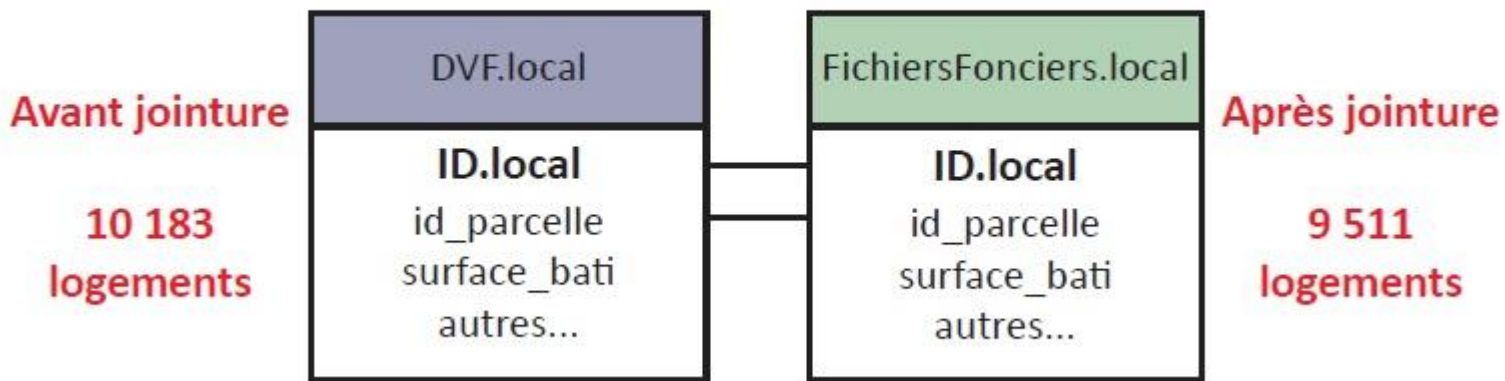 Avant jointure
10 183
logements
DVF.local
ID.local
id_parcelle
surface_bati
autres...
FichiersFonciers.local
ID.local
id_parcelle
surface_bati
autres...
Après jointure
9 511
logements